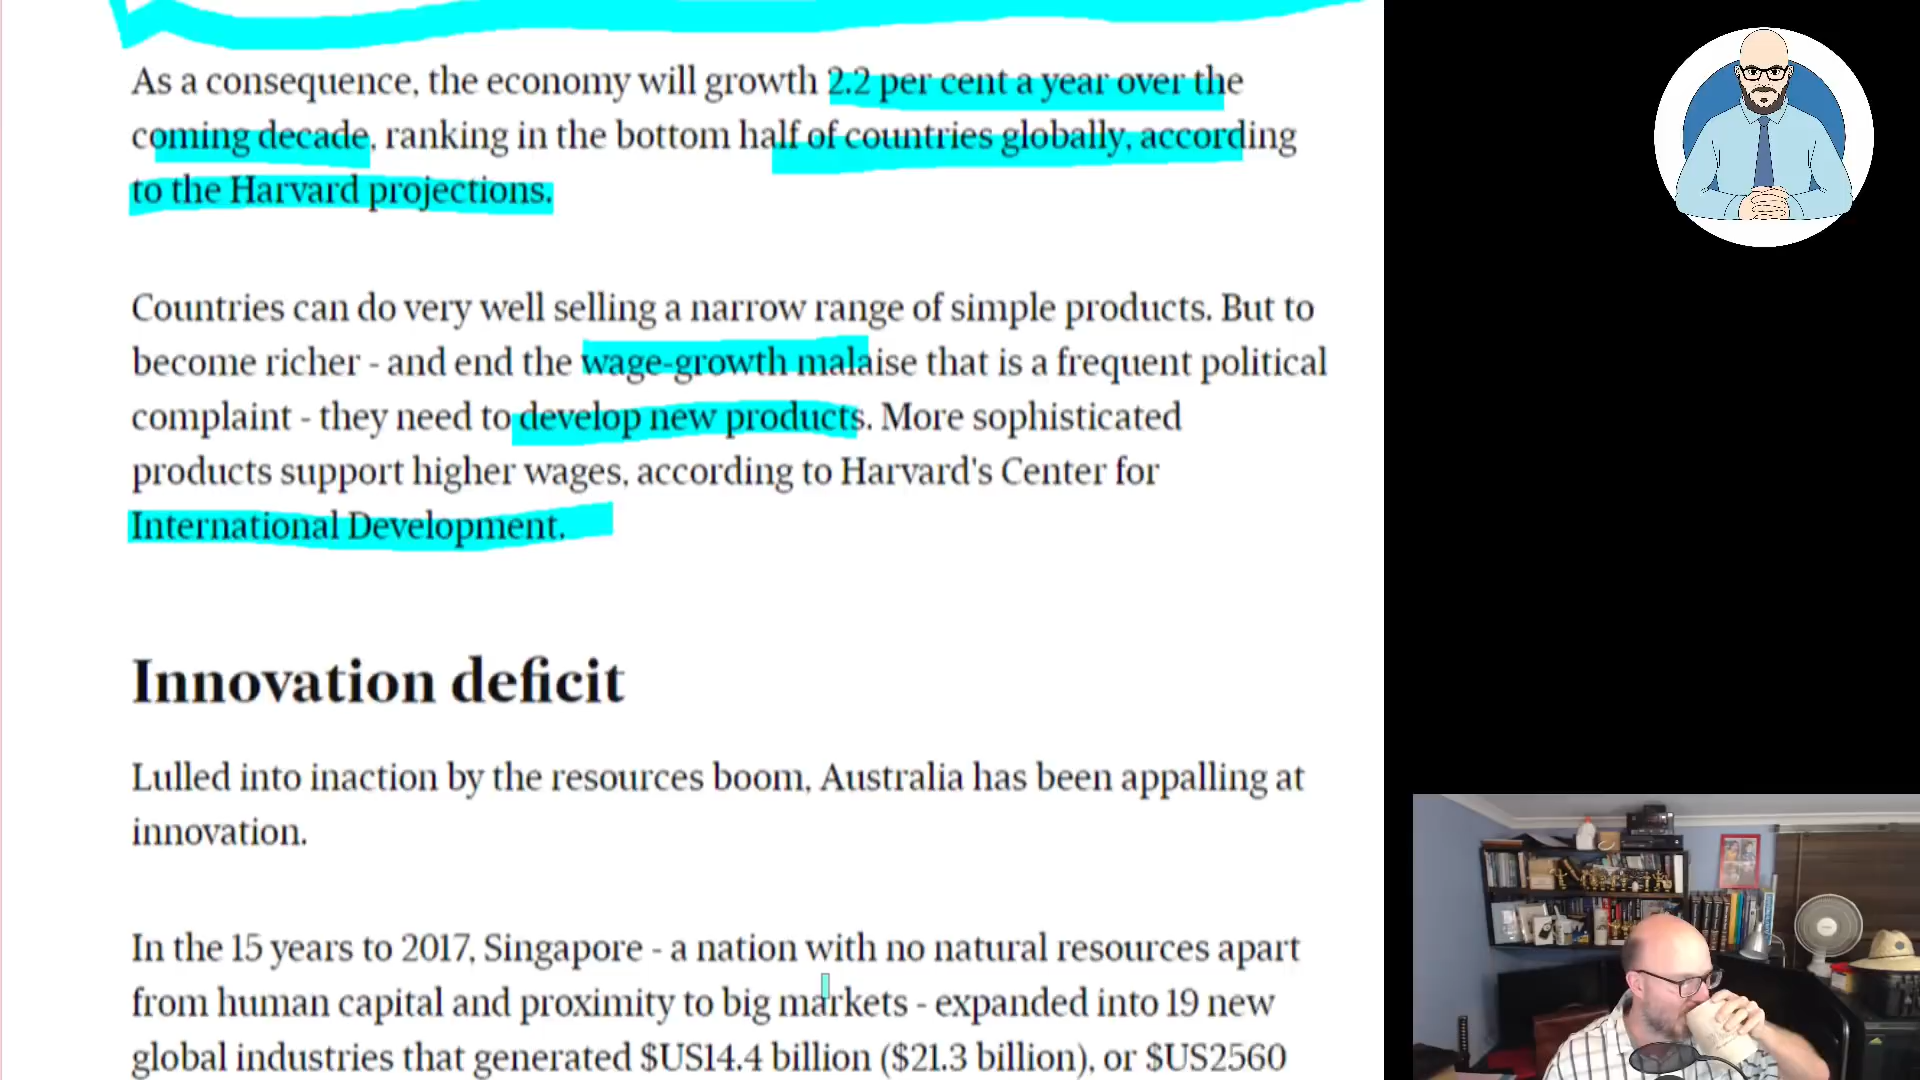 As a consequence, the economy will growth 2.2 per cent a year over the
coming decade, ranking in the bottom half of countries globally, according
to the Harvard projections.
Countries can do very well selling a narrow range of simple products. But to
become richer - and end the wage-growth malaise that is a frequent political
complaint - they need to develop new products. More sophisticated
products support higher wages, according to Harvard's Center for
International Development.
Innovation deficit
Lulled into inaction by the resources boom, Australia has been appalling at
innovation.
In the 15 years to 2017, Singapore - a nation with no natural resources apart
from human capital and proximity to big markets - expanded into 19 new
global industries that generated $US14.4 billion ($21.3 billion), or $US2560